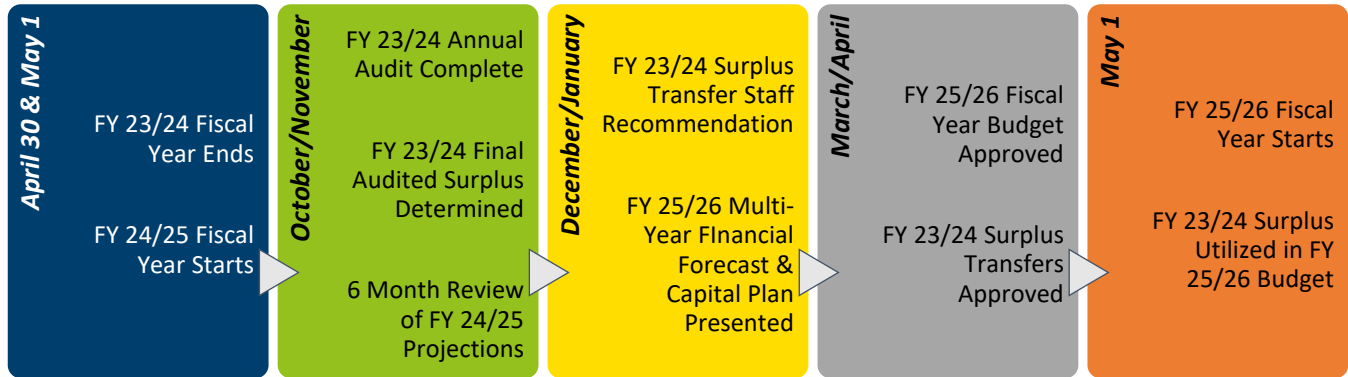 April 30 & May 1
FY 23/24 Fiscal
Year Ends
FY 24/25 Fiscal
Year Starts
October/November
FY 23/24 Annual
Audit Complete
FY 23/24 Final
Audited Surplus
Determined
6 Month Review
of FY 24/25
Projections
December/January
FY 23/24 Surplus
Transfer Staff
Recommendation
FY 25/26 Multi-
Year FInancial
Forecast &
Capital Plan
Presented
March/April
FY 25/26 Fiscal
Year Budget
Approved
FY 23/24 Surplus
Transfers
Approved
May 1
FY 25/26 Fiscal
Year Starts
FY 23/24 Surplus
Utilized in FY
25/26 Budget